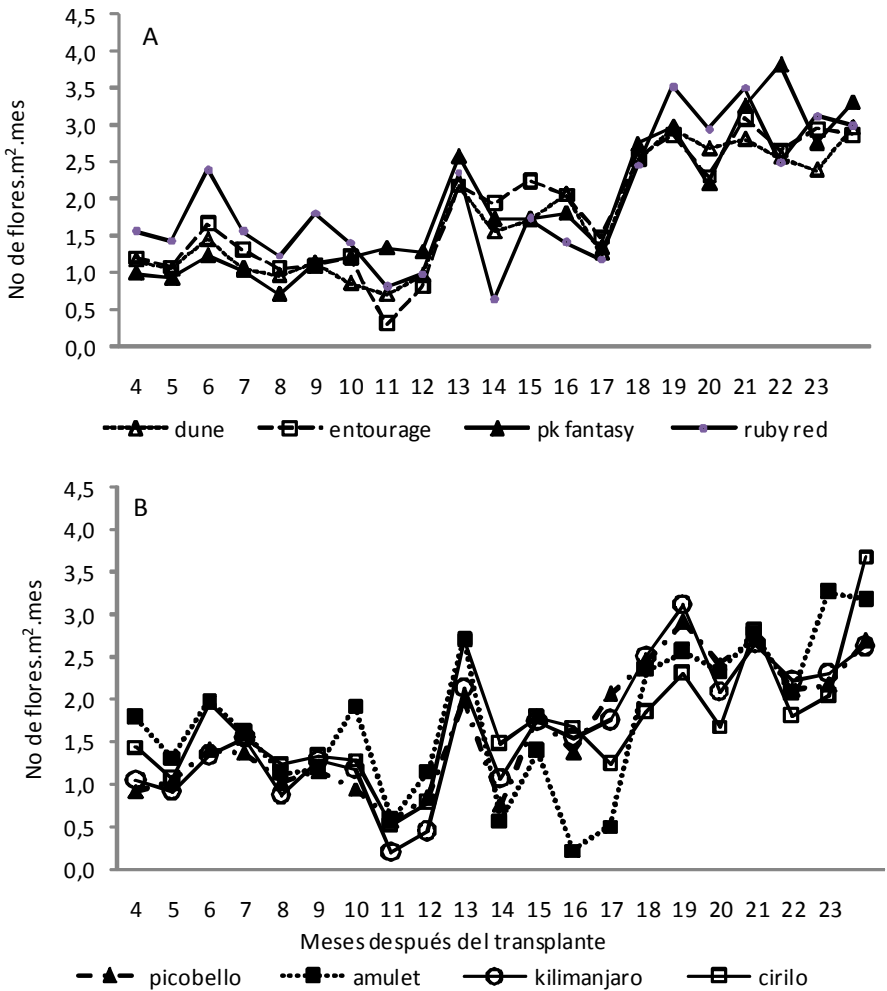 A
No de flores.m².mes
4,5
4,0
3,5
3,0
2,5
2,0
1,5
1,0
0,5
0,0
4 5 6 7 8 9 10 11 12 13 14 15 16 17 18 19 20 21 22 23
dune entourage pk fantasy ruby red
B
No de flores.m².mes
4,5
4,0
3,5
3,0
2,5
2,0
1,5
1,0
0,5
0,0
4 5 6 7 8 9 10 11 12 13 14 15 16 17 18 19 20 21 22 23
Meses después del transplante
picobello amulet kilimanjaro cirilo